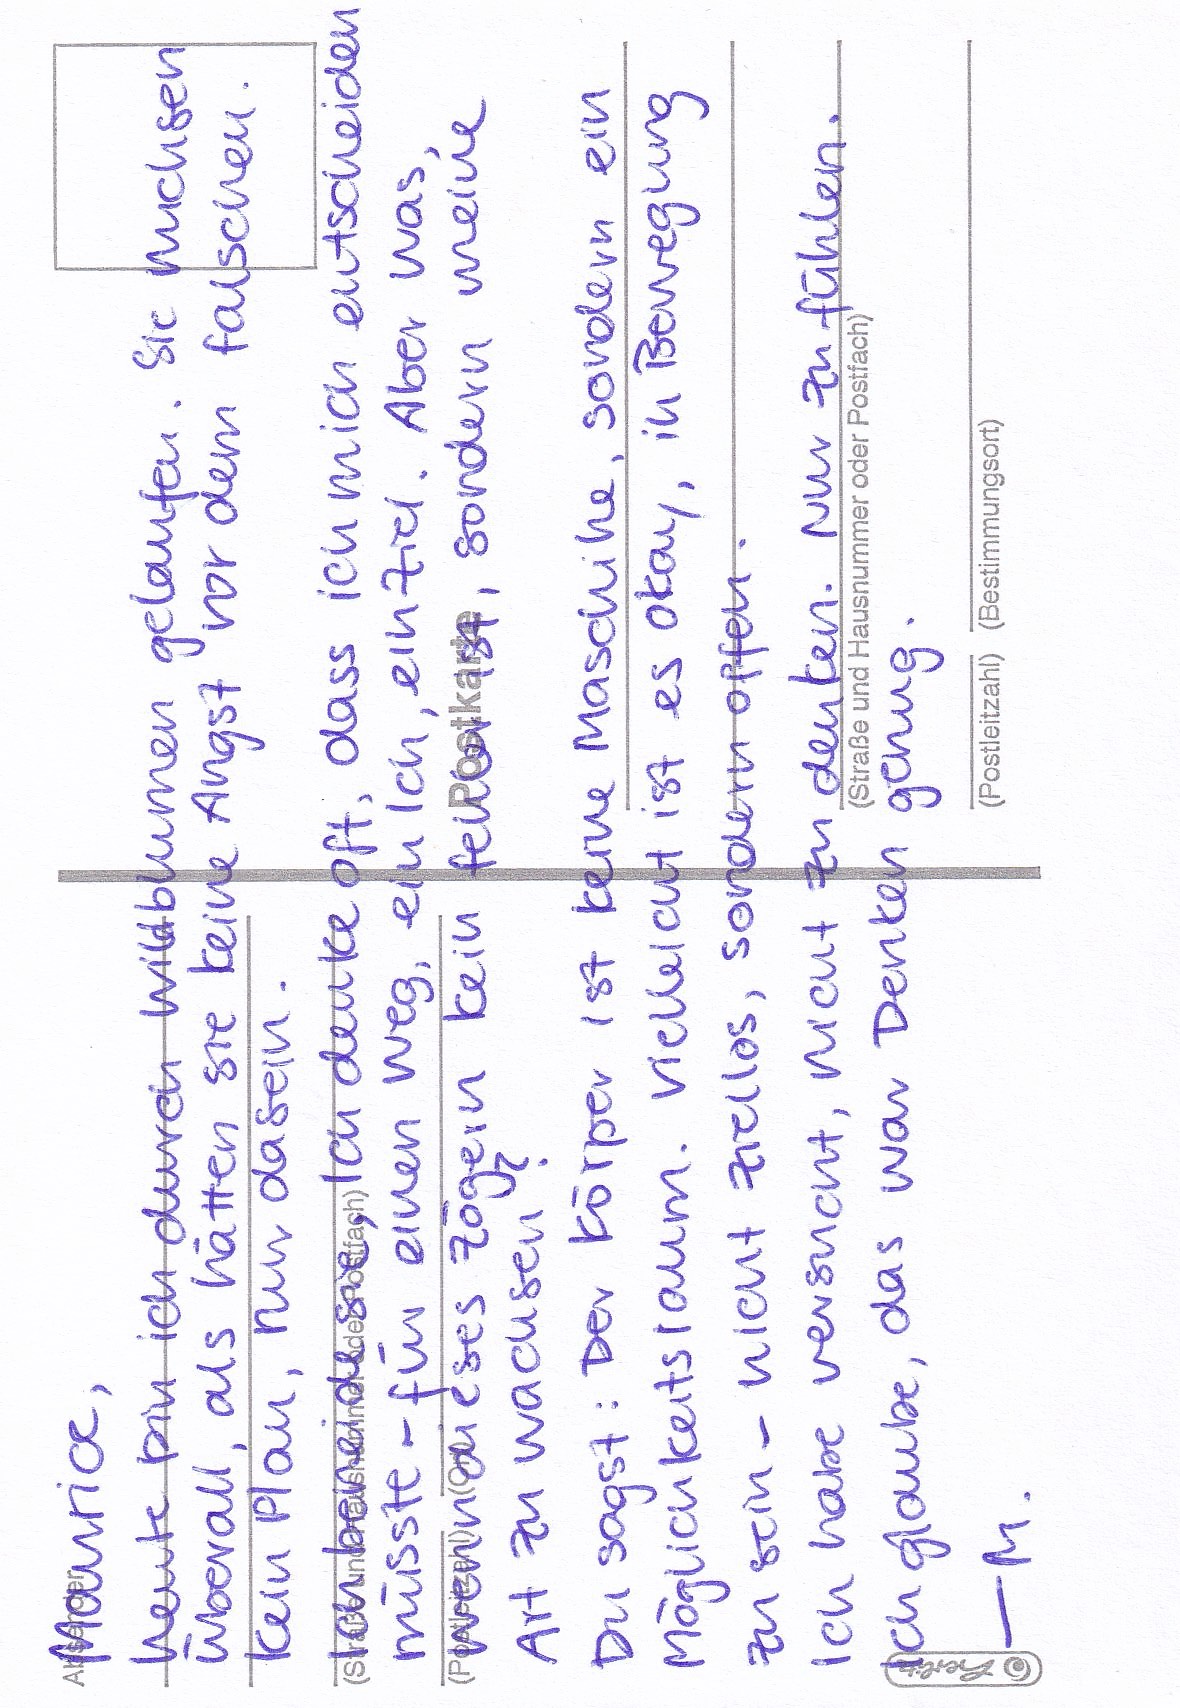 Absender
Maurice,
heute bin ich durch Wildblumen gelaufen. Sie wuchsen
überall, als hätten sie keine Angst vor dem falschen.
Kein Plan, nur dasein.
Ich beneide sie, Ich denke oft, dass ich mich entscheiden
(Straße und Hausnummer oder Postfach)
müsste – für einen Weg, ein Ich, ein Ziel. Aber was,
(Postleitzahl) (Ort)
wenn dieses Zögern kein fehler ist, sondern meine
Postkarte
Art zu wachsen?
Du sagst: Der Körper ist keine Maschine, sondern ein
Möglichkeitsraum. Vielleicht ist es okay, in Bewegung
zu sein – nicht ziellos, sondern offen.
Ich habe versucht, nicht zu denken. Nur zu fühlen.
(Straße und Hausnummer oder Postfach)
Ich glaube, das war Denken genug.
herlitz
(Postleitzahl) (Bestimmungsort)
— M.